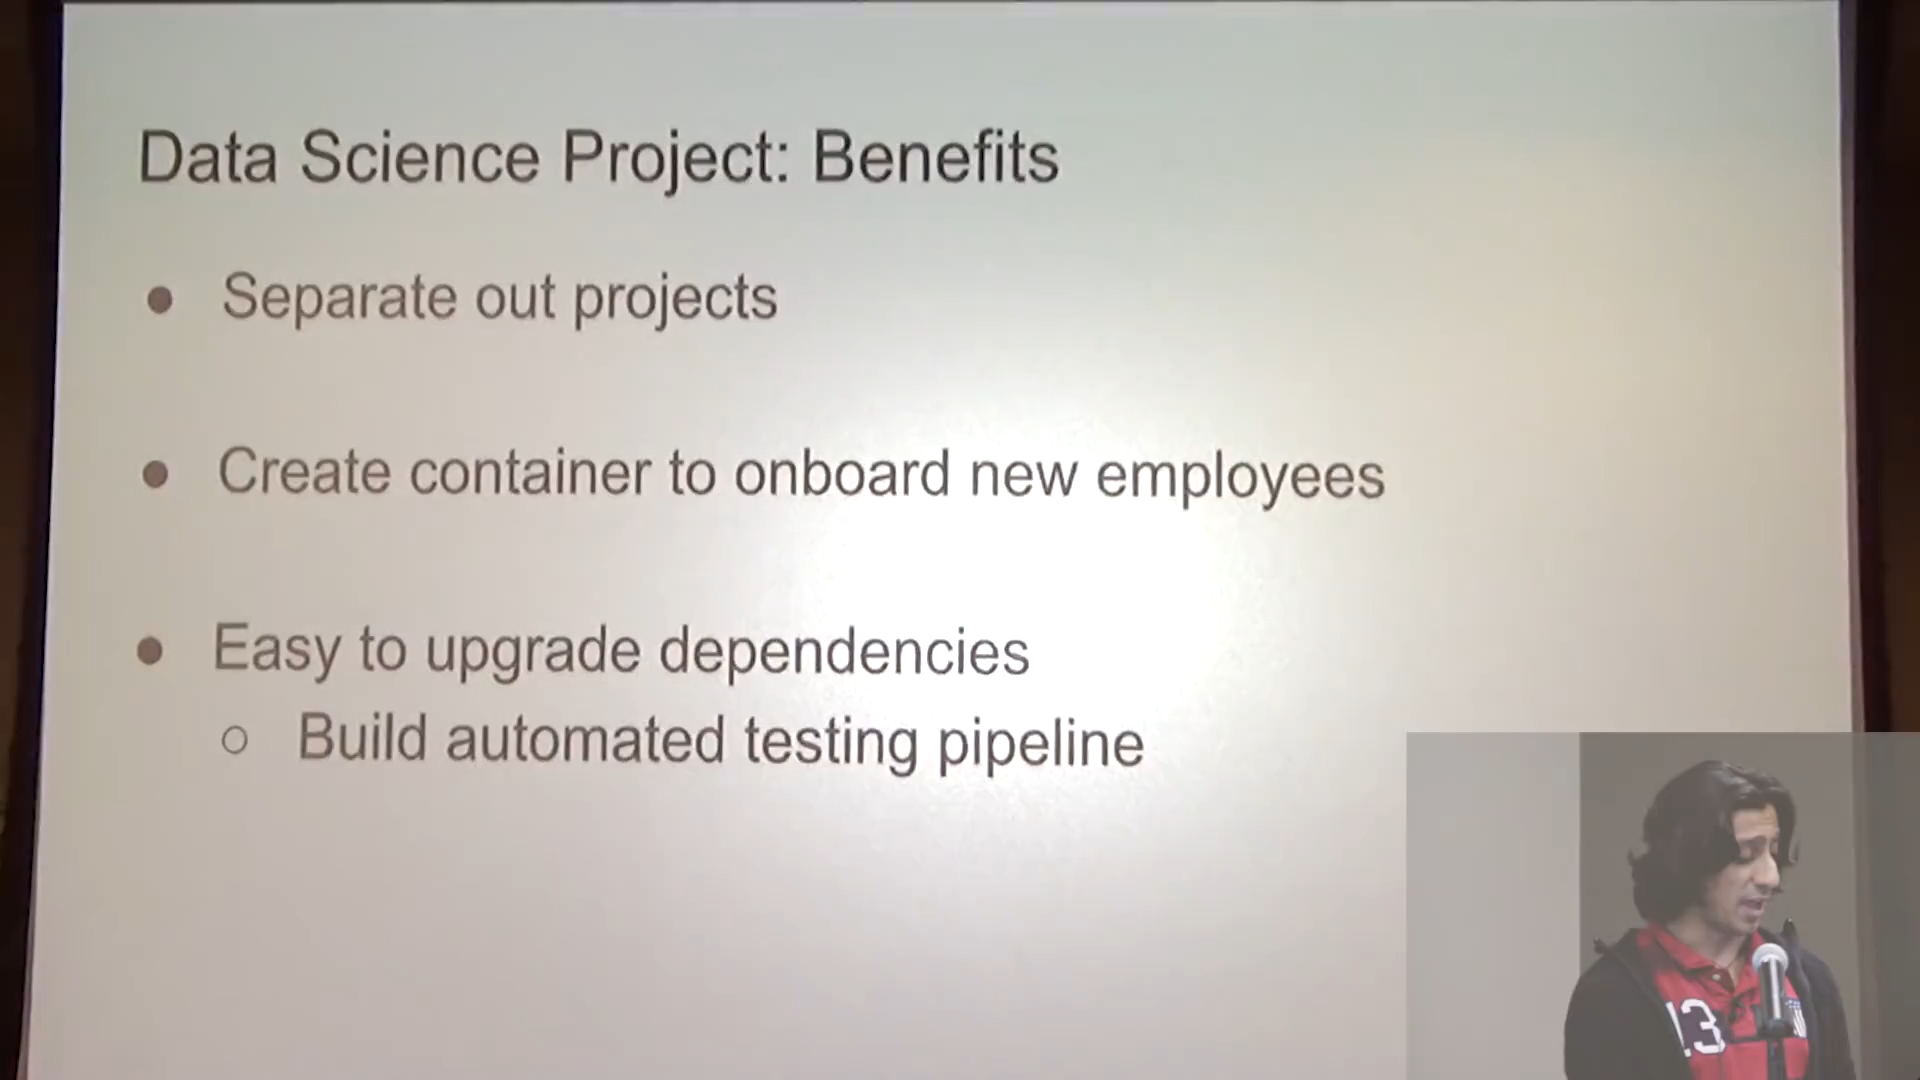 Data Science Project: Benefits
● Separate out projects
● Create container to onboard new employees
● Easy to upgrade dependencies
○ Build automated testing pipeline
13